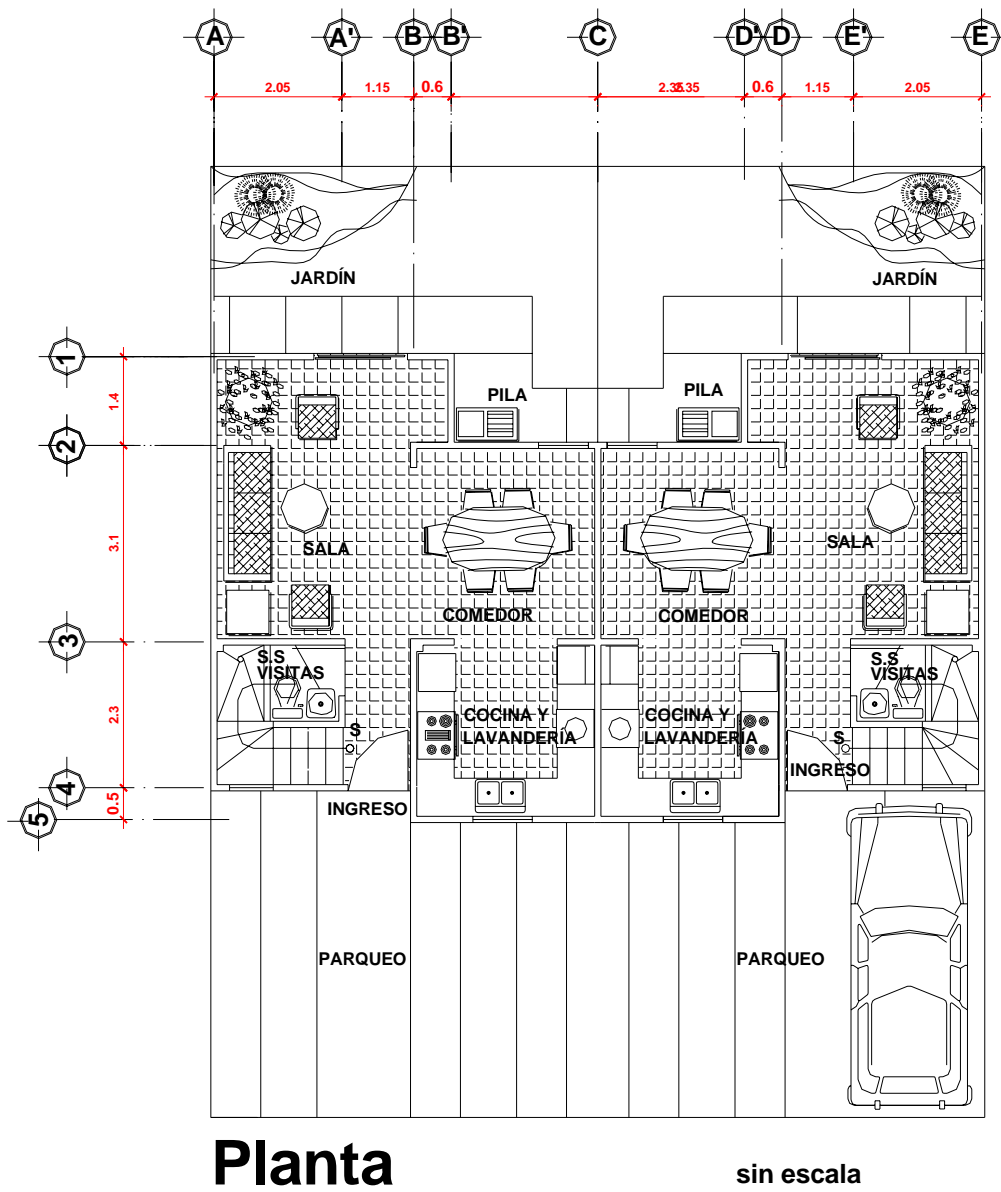 A A' B B' C D' D E' E
2.05 1.15 0.6 2.35 0.6 1.15 2.05
JARDÍN JARDÍN
1
1.4
PILA PILA
2
3.1
SALA SALA
COMEDOR COMEDOR
3
S.S
VISITAS
S.S
VISITAS
2.3
COCINA Y
LAVANDERÍA
COCINA Y
LAVANDERÍA
S S
INGRESO
4
0.5
INGRESO
5
PARQUEO PARQUEO
Planta sin escala